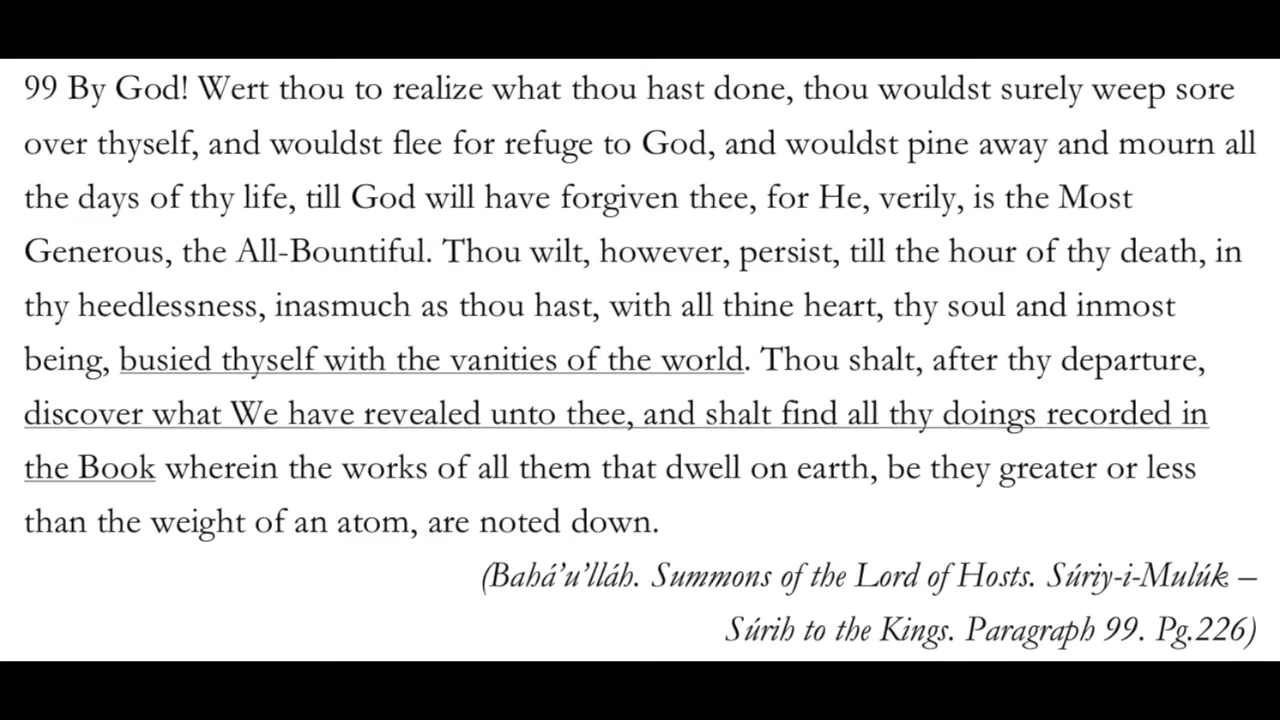 99 By God! Wert thou to realize what thou hast done, thou wouldst surely weep sore
over thyself, and wouldst flee for refuge to God, and wouldst pine away and mourn all
the days of thy life, till God will have forgiven thee, for He, verily, is the Most
Generous, the All-Bountiful. Thou wilt, however, persist, till the hour of thy death, in
thy heedlessness, inasmuch as thou hast, with all thine heart, thy soul and inmost
being, busied thyself with the vanities of the world. Thou shalt, after thy departure,
discover what We have revealed unto thee, and shalt find all thy doings recorded in
the Book wherein the works of all them that dwell on earth, be they greater or less
than the weight of an atom, are noted down.
(Bahá’u’lláh. Summons of the Lord of Hosts. Súriy-i-Mulúk –
Súrih to the Kings. Paragraph 99. Pg.226)